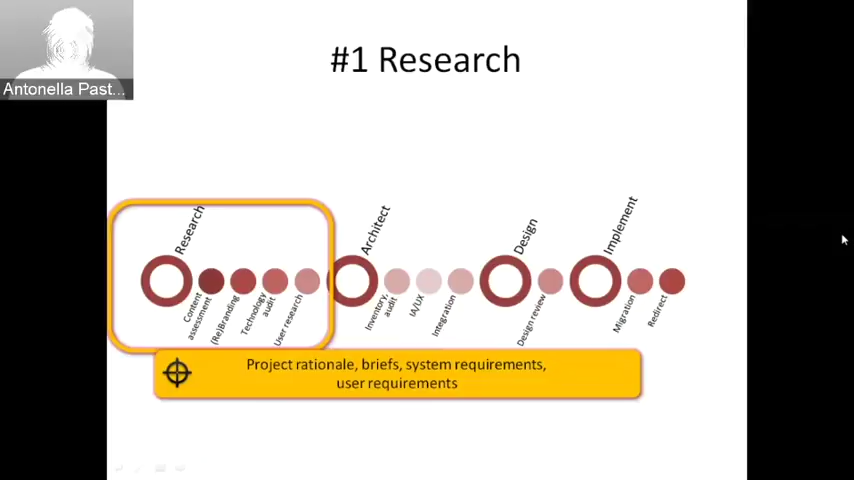 Antonella Past...
#1 Research
Research
Content
assessment
(Re)Branding
Technology
audit
User research
Architect
Inventory,
audit
IA/UX
Integration
Design
Design review
Implement
Migration
Redirect
Project rationale, briefs, system requirements,
user requirements